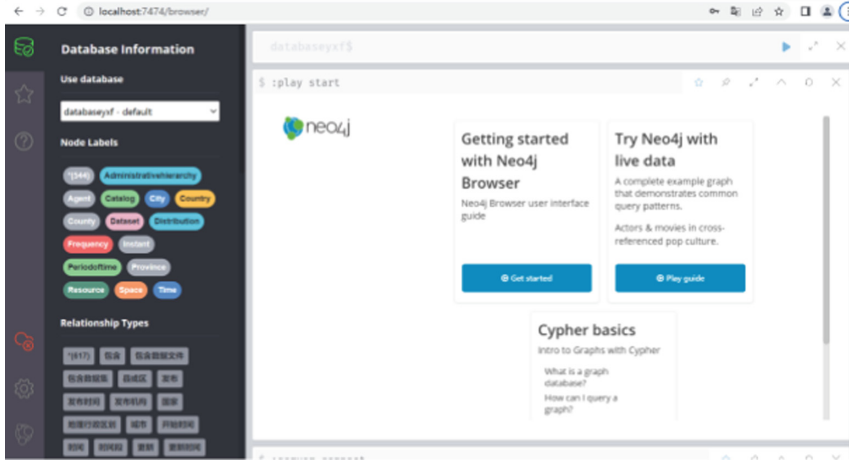 localhost:7474/browser/
Database Information
Use database
databaseyxf - default
Node Labels
*(344) Administrativehierarchy
Agent Catalog City Country
County Dataset Distribution
Frequency Instant
Periodoftime Province
Resource Space Time
Relationship Types
*(617) 包含 包含数据文件
包含数据集 县或区 发布
发布时间 发布机构 国家
地理行政区划 城市 开始时间
时间 时间段 更新 更新时间
databaseyxf$
$ :play start
neo4j
Getting started
with Neo4j
Browser
Neo4j Browser user interface
guide
Get started
Try Neo4j with
live data
A complete example graph
that demonstrates common
query patterns.
Actors & movies in cross-
referenced pop culture.
Play guide
Cypher basics
Intro to Graphs with Cypher
What is a graph
database?
How can I query a
graph?